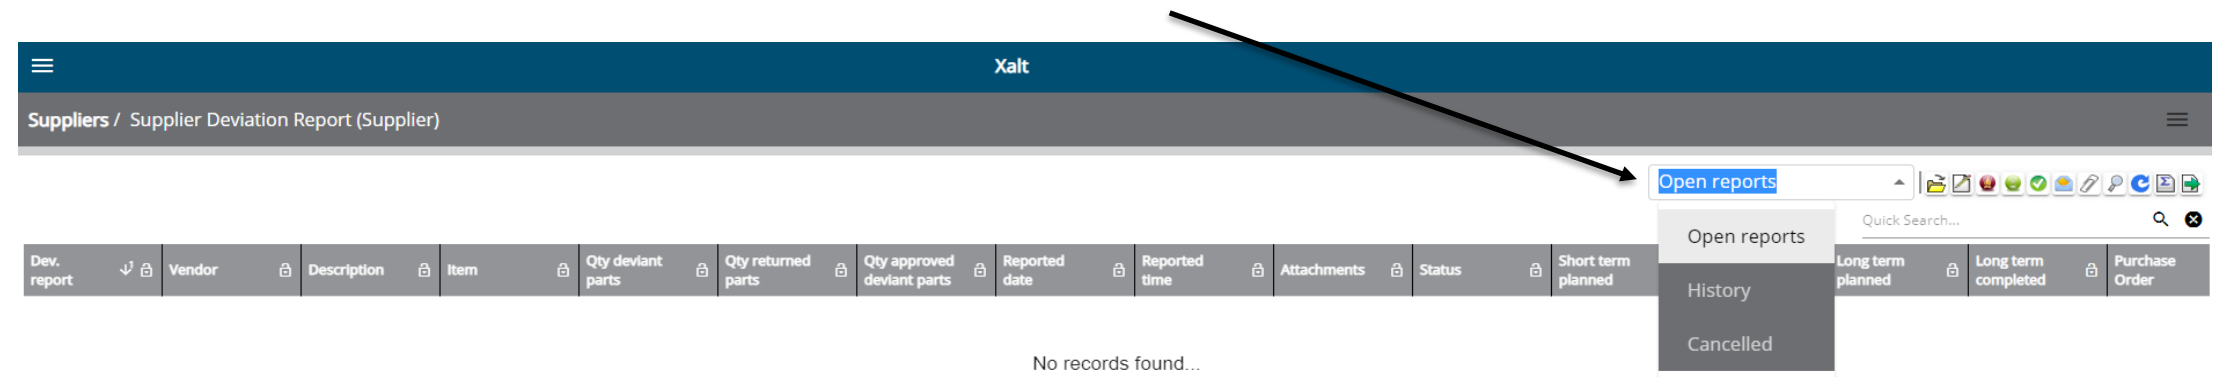 Xalt
Suppliers / Supplier Deviation Report (Supplier)
Open reports
Open reports
History
Cancelled
Quick Search...
Dev. report
Vendor
Description
Item
Qty deviant parts
Qty returned parts
Qty approved deviant parts
Reported date
Reported time
Attachments
Status
Short term planned
Long term planned
Long term completed
Purchase Order
No records found...